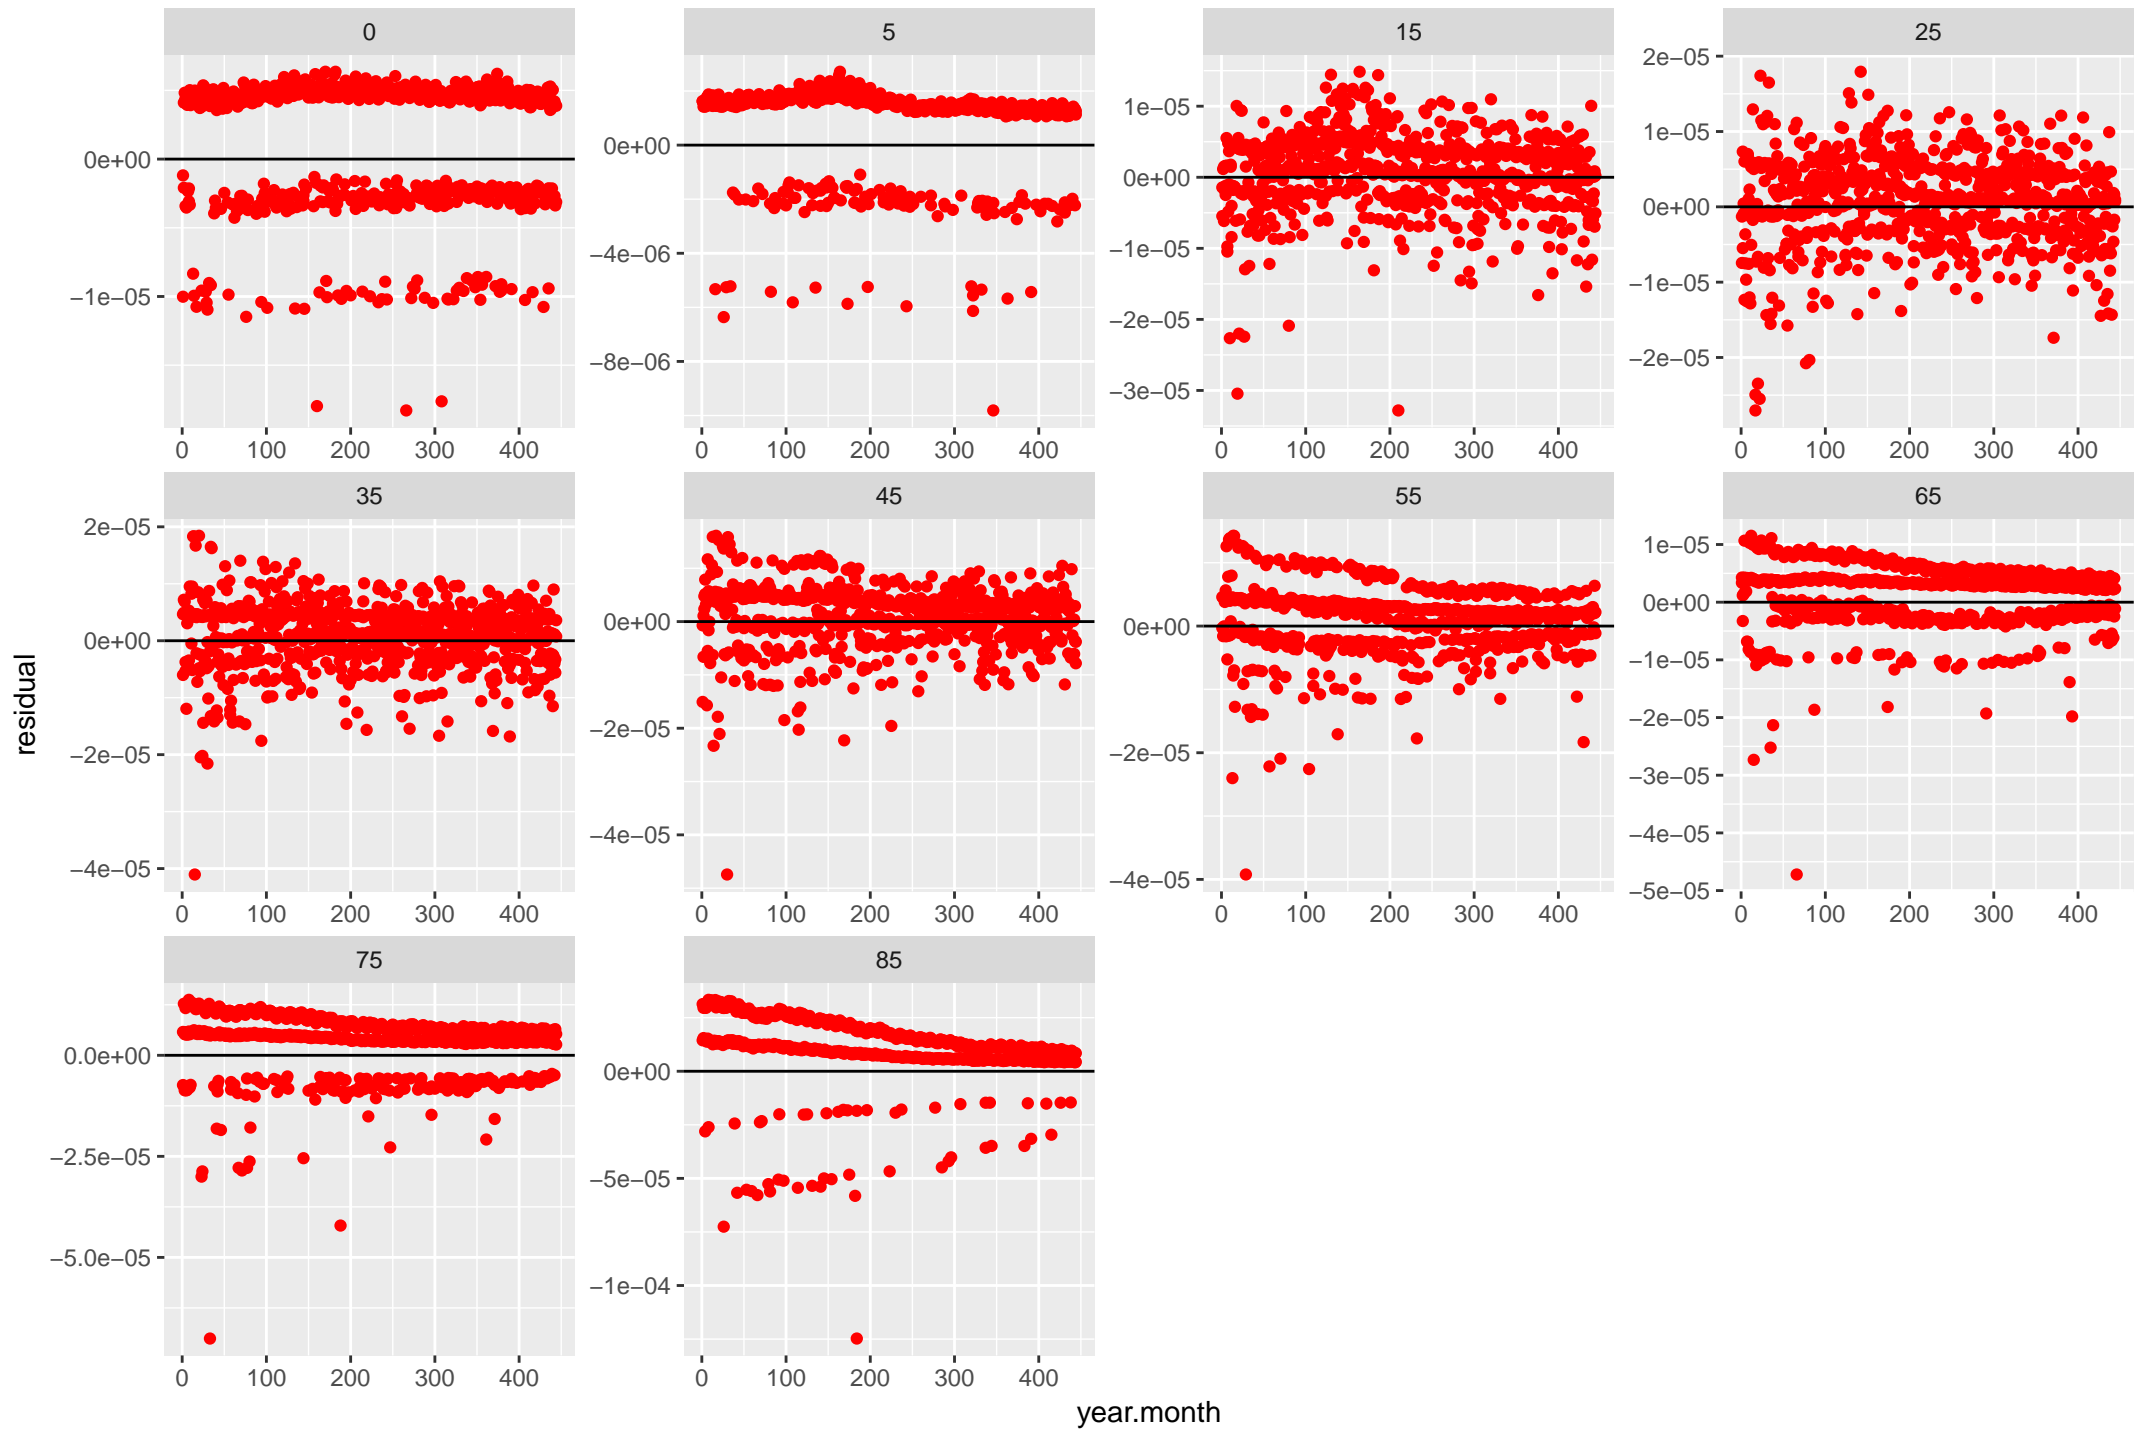 0 5 15 25
0e+00
−1e−05
0e+00
−4e−06
−8e−06
1e−05
0e+00
−1e−05
−2e−05
−3e−05
2e−05
1e−05
0e+00
−1e−05
−2e−05
0 100 200 300 400 0 100 200 300 400 0 100 200 300 400 0 100 200 300 400
35 45 55 65
2e−05
0e+00
−2e−05
−4e−05
0e+00
−2e−05
−4e−05
0e+00
−2e−05
−4e−05
1e−05
0e+00
−1e−05
−2e−05
−3e−05
−4e−05
−5e−05
0 100 200 300 400 0 100 200 300 400 0 100 200 300 400 0 100 200 300 400
75 85
0.0e+00
−2.5e−05
−5.0e−05
0e+00
−5e−05
−1e−04
0 100 200 300 400 0 100 200 300 400
year.month
residual